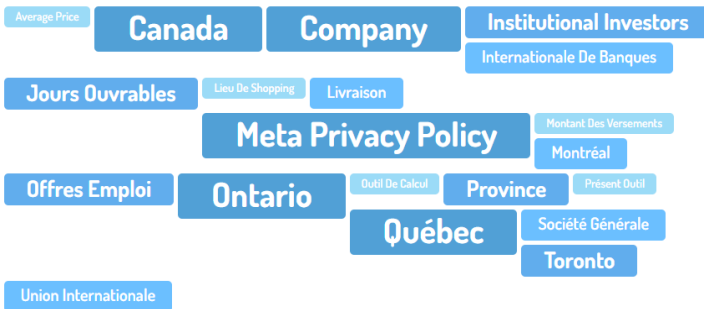 Average Price
Canada
Company
Institutional Investors
Internationale De Banques
Jours Ouvrables
Lieu De Shopping
Livraison
Meta Privacy Policy
Montant Des Versements
Montréal
Offres Emploi
Ontario
Outil De Calcul
Province
Présent Outil
Québec
Société Générale
Toronto
Union Internationale